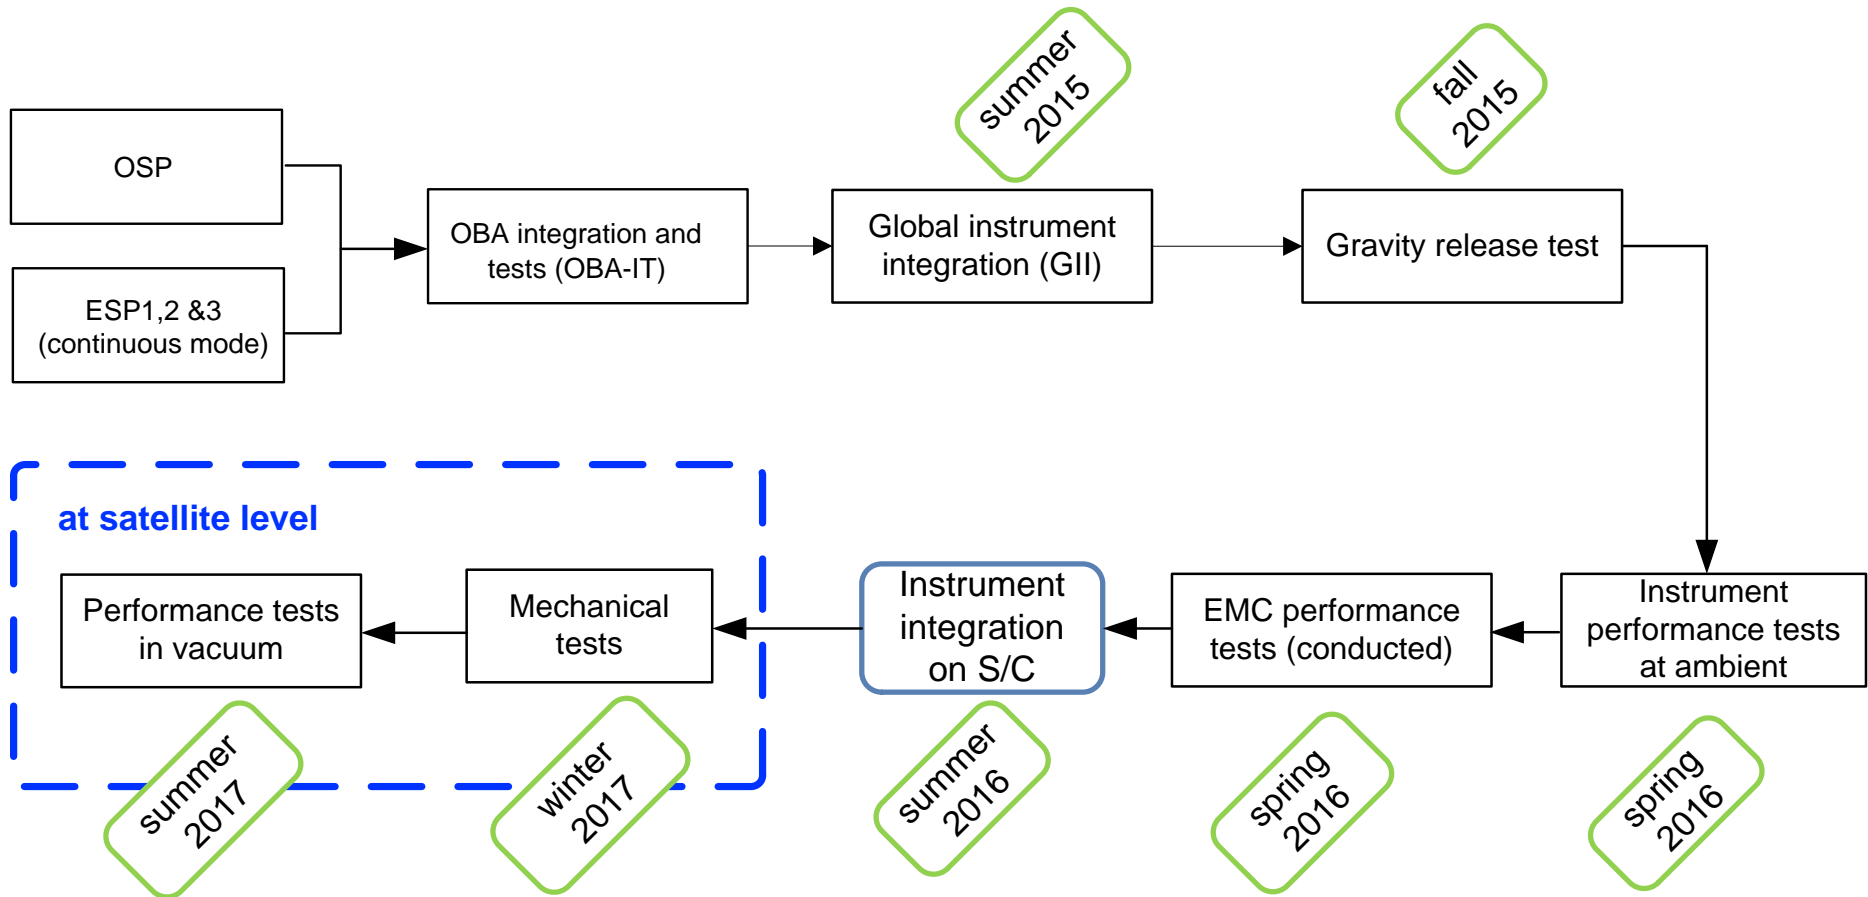 summer
2015
fall
2015
OSP
ESP1,2 &3
(continuous mode)
OBA integration and
tests (OBA-IT)
Global instrument
integration (GII)
Gravity release test
at satellite level
Performance tests
in vacuum
Mechanical
tests
Instrument
integration
on S/C
EMC performance
tests (conducted)
Instrument
performance tests
at ambient
summer
2017
winter
2017
summer
2016
spring
2016
spring
2016